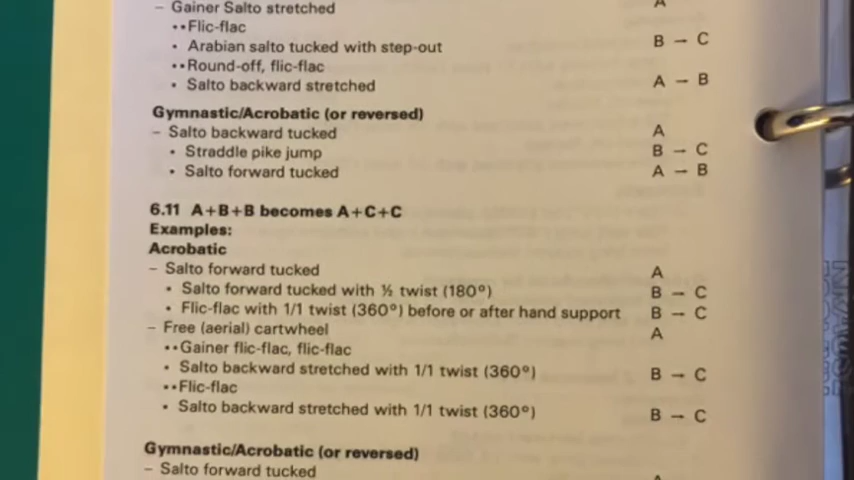 – Gainer Salto stretched A
••Flic-flac
• Arabian salto tucked with step-out B – C
••Round-off, flic-flac
• Salto backward stretched A – B
Gymnastic/Acrobatic (or reversed)
– Salto backward tucked A
• Straddle pike jump B – C
• Salto forward tucked A – B
6.11 A+B+B becomes A+C+C
Examples:
Acrobatic
– Salto forward tucked A
• Salto forward tucked with ½ twist (180º) B – C
• Flic-flac with 1/1 twist (360º) before or after hand support B – C
– Free (aerial) cartwheel A
••Gainer flic-flac, flic-flac
• Salto backward stretched with 1/1 twist (360º) B – C
••Flic-flac
• Salto backward stretched with 1/1 twist (360º) B – C
Gymnastic/Acrobatic (or reversed)
– Salto forward tucked A